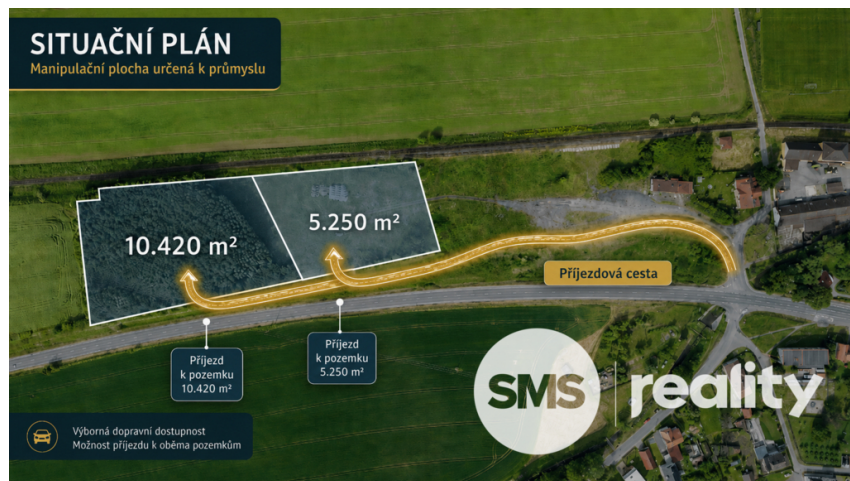 SITUAČNÍ PLÁN
Manipulační plocha určená k průmyslu
10.420 m²
5.250 m²
Příjezdová cesta
Příjezd
k pozemku
10.420 m²
Příjezd
k pozemku
5.250 m²
SMS reality
Výborná dopravní dostupnost
Možnost příjezdu k oběma pozemkům